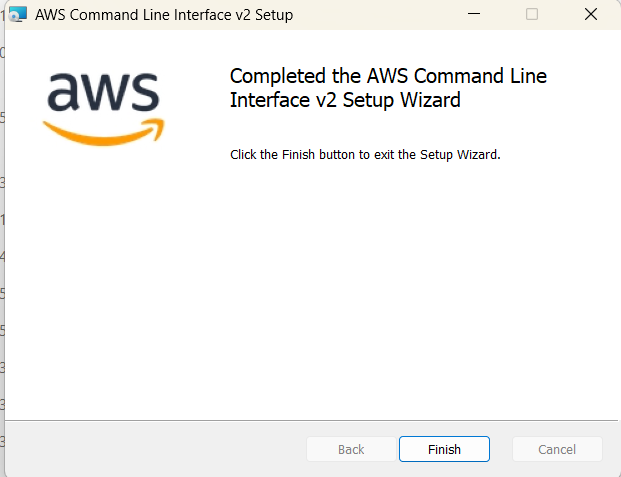 AWS Command Line Interface v2 Setup
aws
Completed the AWS Command Line
Interface v2 Setup Wizard
Click the Finish button to exit the Setup Wizard.
Back
Finish
Cancel